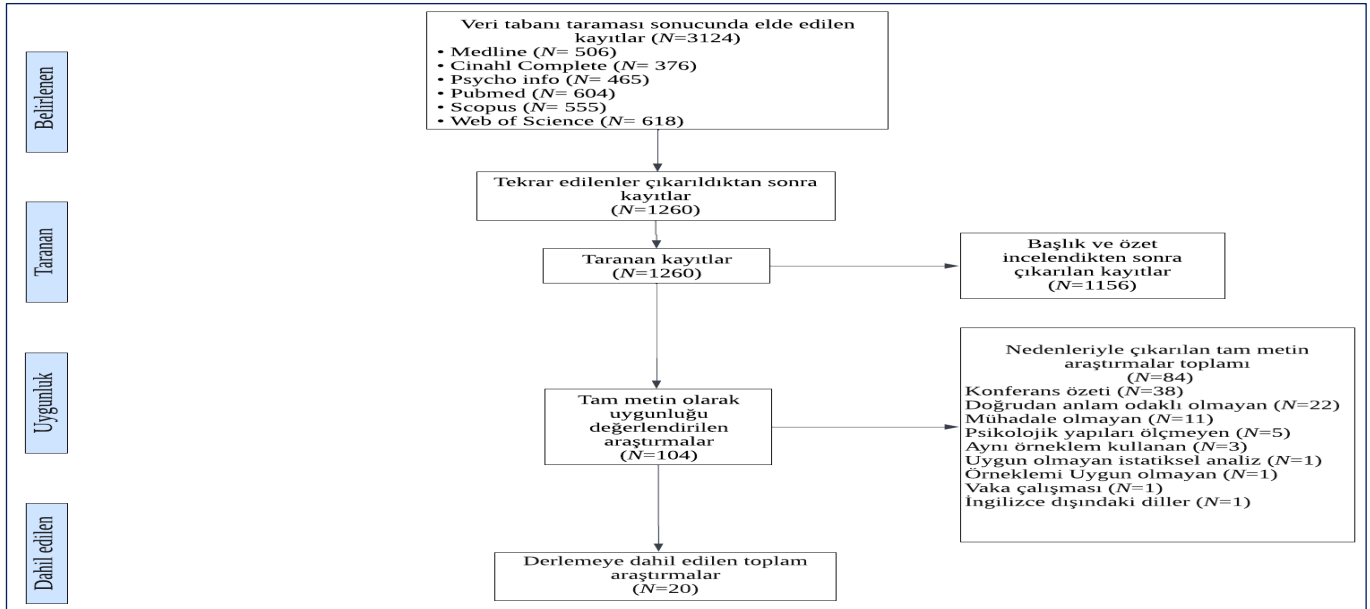 Belirlenen
Veri tabanı taraması sonucunda elde edilen
kayıtlar (N=3124)
• Medline (N= 506)
• Cinahl Complete (N= 376)
• Psycho info (N= 465)
• Pubmed (N= 604)
• Scopus (N= 555)
• Web of Science (N= 618)
Tekrar edilenler çıkarıldıktan sonra
kayıtlar
(N=1260)
Taranan
Taranan kayıtlar
(N=1260)
Başlık ve özet
incelendikten sonra
çıkarılan kayıtlar
(N=1156)
Uygunluk
Tam metin olarak
uygunluğu
değerlendirilen
araştırmalar
(N=104)
Nedenleriyle çıkarılan tam metin
araştırmalar toplamı
(N=84)
Konferans özeti (N=38)
Doğrudan anlam odaklı olmayan (N=22)
Mühadale olmayan (N=11)
Psikolojik yapıları ölçmeyen (N=5)
Aynı örneklem kullanan (N=3)
Uygun olmayan istatiksel analiz (N=1)
Örneklemi Uygun olmayan (N=1)
Vaka çalışması (N=1)
İngilizce dışındaki diller (N=1)
Dahil edilen
Derlemeye dahil edilen toplam
araştırmalar
(N=20)